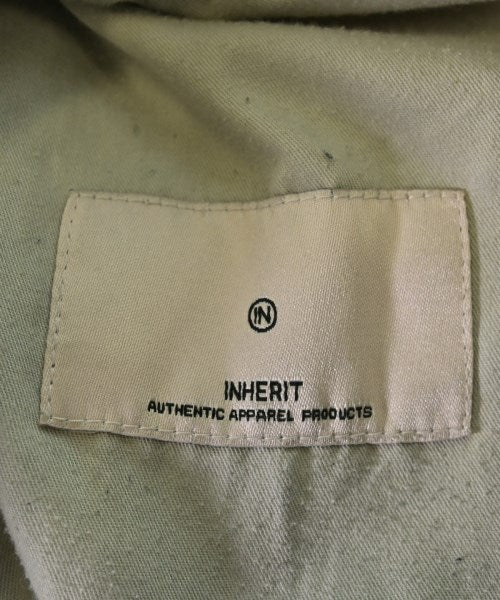 IN
INHERIT
AUTHENTIC APPAREL PRODUCTS